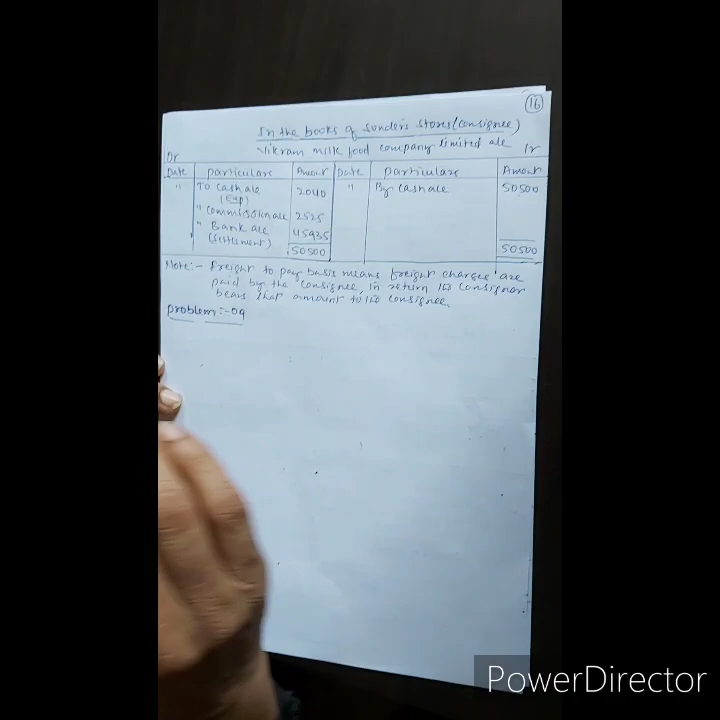 16
In the books of Sunder's Stores (consignee)
Vikram milk food company limited a/c
Dr Cr
Date particulars Amount Date particulars Amount
" To cash a/c 2040 " By cash a/c 50500
(Exp)
" commission a/c 2525
" Bank a/c 45935
(settlement)
50500 50500
Note:- Freight to pay basis means freight charges are
paid by the consignee, in return the consignor
bears that amount to the consignee.
problem:-09
PowerDirector